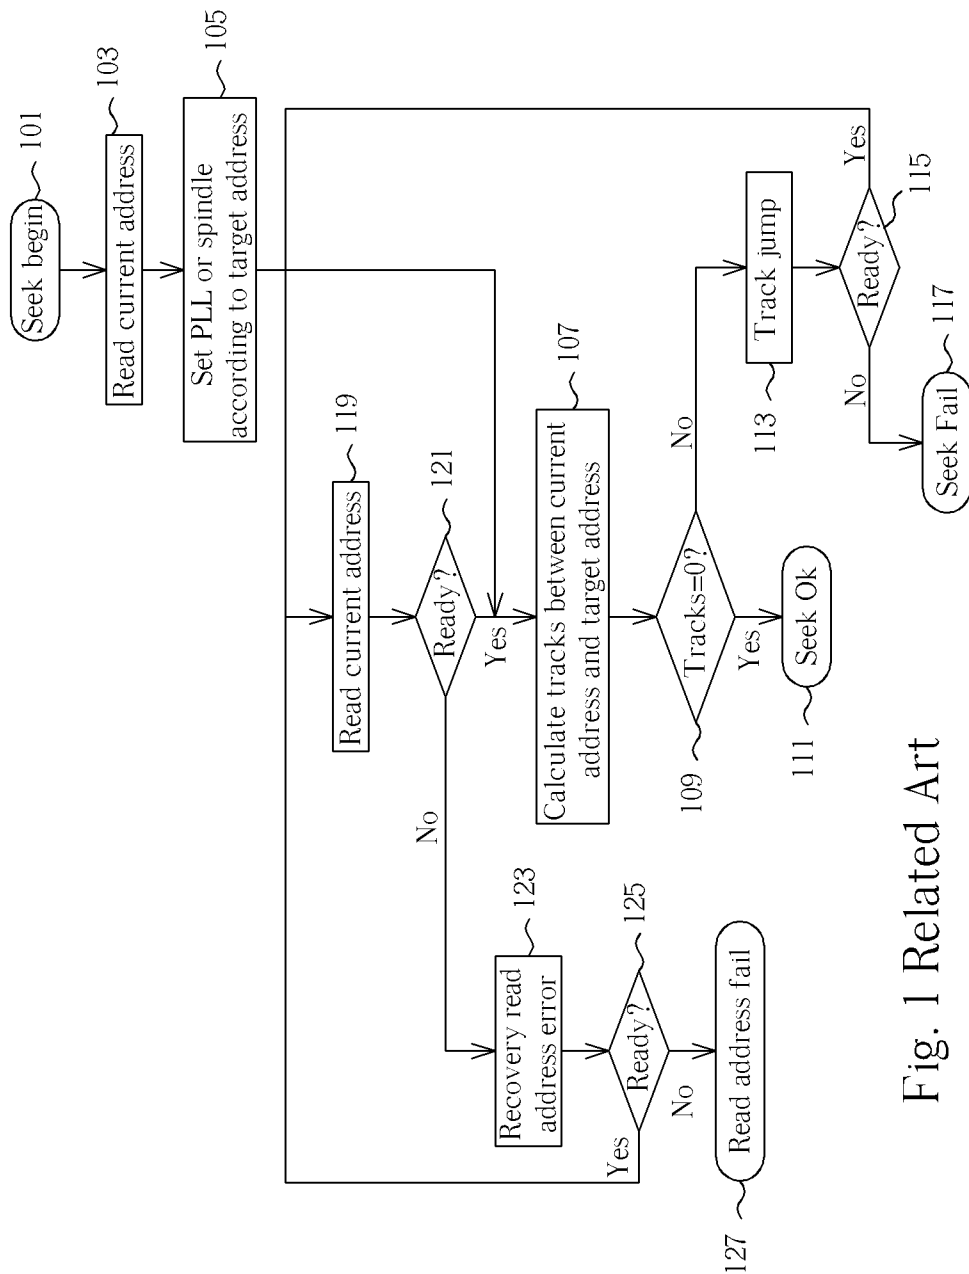 Seek begin
101
Read current address
103
Set PLL or spindle
according to target address
105
Read current address
119
Ready?
121
Yes
No
Calculate tracks between current
address and target address
107
Tracks=0?
109
Yes
No
Seek Ok
111
Track jump
113
Ready?
115
Yes
No
Seek Fail
117
Recovery read
address error
123
Ready?
125
Yes
No
Read address fail
127
Fig. 1 Related Art